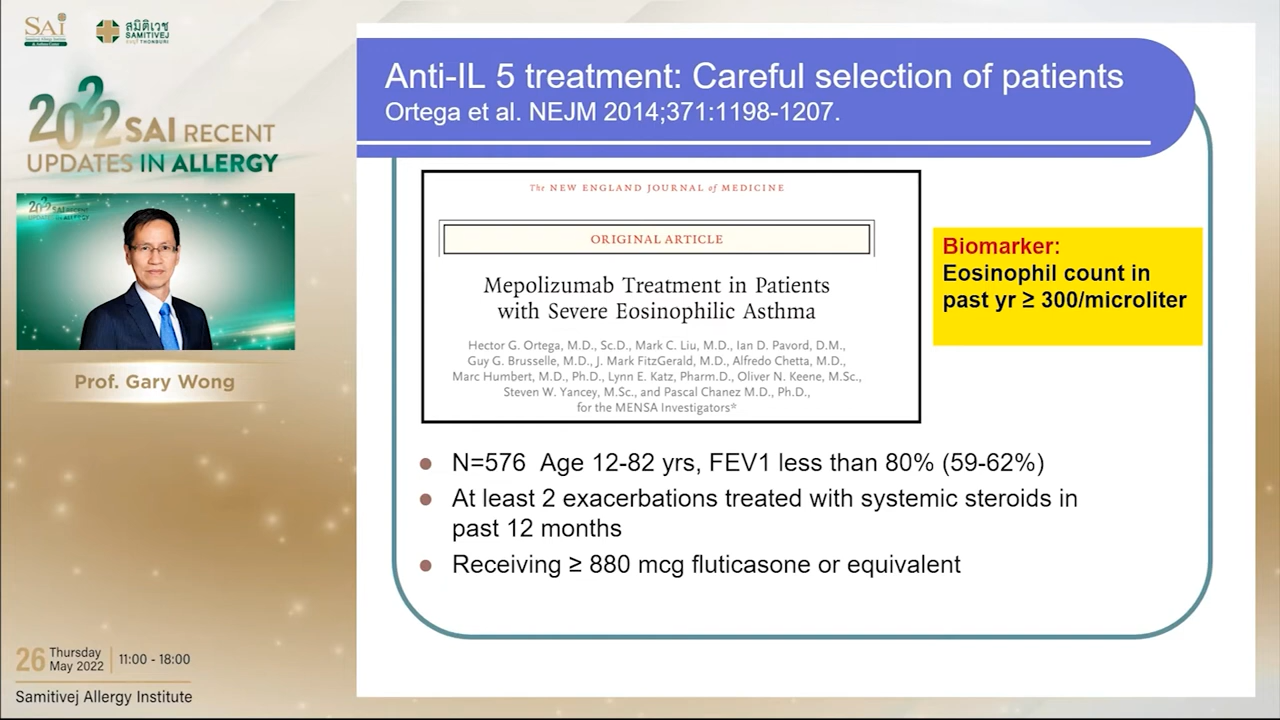 SAi
สมิติเวช
SAMITIVEJ
ธนบุรี THONBURI
2022 SAI RECENT
UPDATES IN ALLERGY
Prof. Gary Wong
26 Thursday
May 2022
11:00 - 18:00
Samitivej Allergy Institute
Anti-IL 5 treatment: Careful selection of patients
Ortega et al. NEJM 2014;371:1198-1207.
The NEW ENGLAND JOURNAL of MEDICINE
ORIGINAL ARTICLE
Mepolizumab Treatment in Patients
with Severe Eosinophilic Asthma
Hector G. Ortega, M.D., Sc.D., Mark C. Liu, M.D., Ian D. Pavord, D.M.,
Guy G. Brusselle, M.D., J. Mark FitzGerald, M.D., Alfredo Chetta, M.D.,
Marc Humbert, M.D., Ph.D., Lynn E. Katz, Pharm.D., Oliver N. Keene, M.Sc.,
Steven W. Yancey, M.Sc., and Pascal Chanez M.D., Ph.D.,
for the MENSA Investigators*
Biomarker:
Eosinophil count in
past yr ≥ 300/microliter
N=576 Age 12-82 yrs, FEV1 less than 80% (59-62%)
At least 2 exacerbations treated with systemic steroids in
past 12 months
Receiving ≥ 880 mcg fluticasone or equivalent